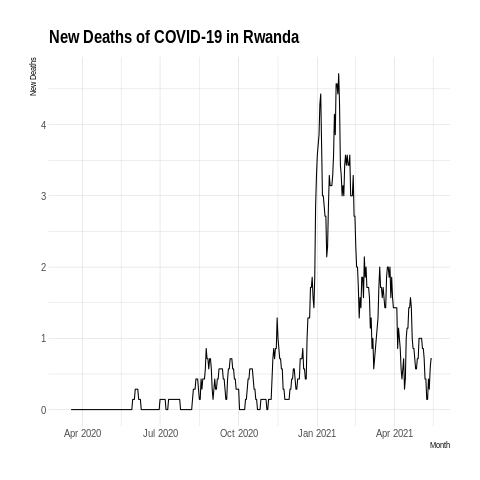 New Deaths of COVID-19 in Rwanda
New Deaths
4
3
2
1
0
Apr 2020
Jul 2020
Oct 2020
Jan 2021
Apr 2021
Month